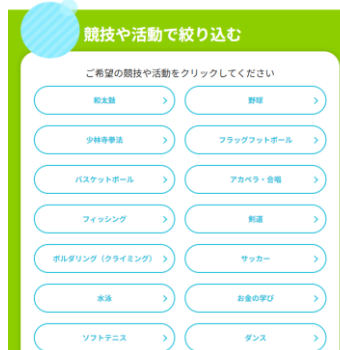 競技や活動で絞り込む
ご希望の競技や活動をクリックしてください
和太鼓
野球
少林寺拳法
フラッグフットボール
バスケットボール
アカペラ・合唱
フィッシング
剣道
ボルダリング（クライミング）
サッカー
水泳
お金の学び
ソフトテニス
ダンス